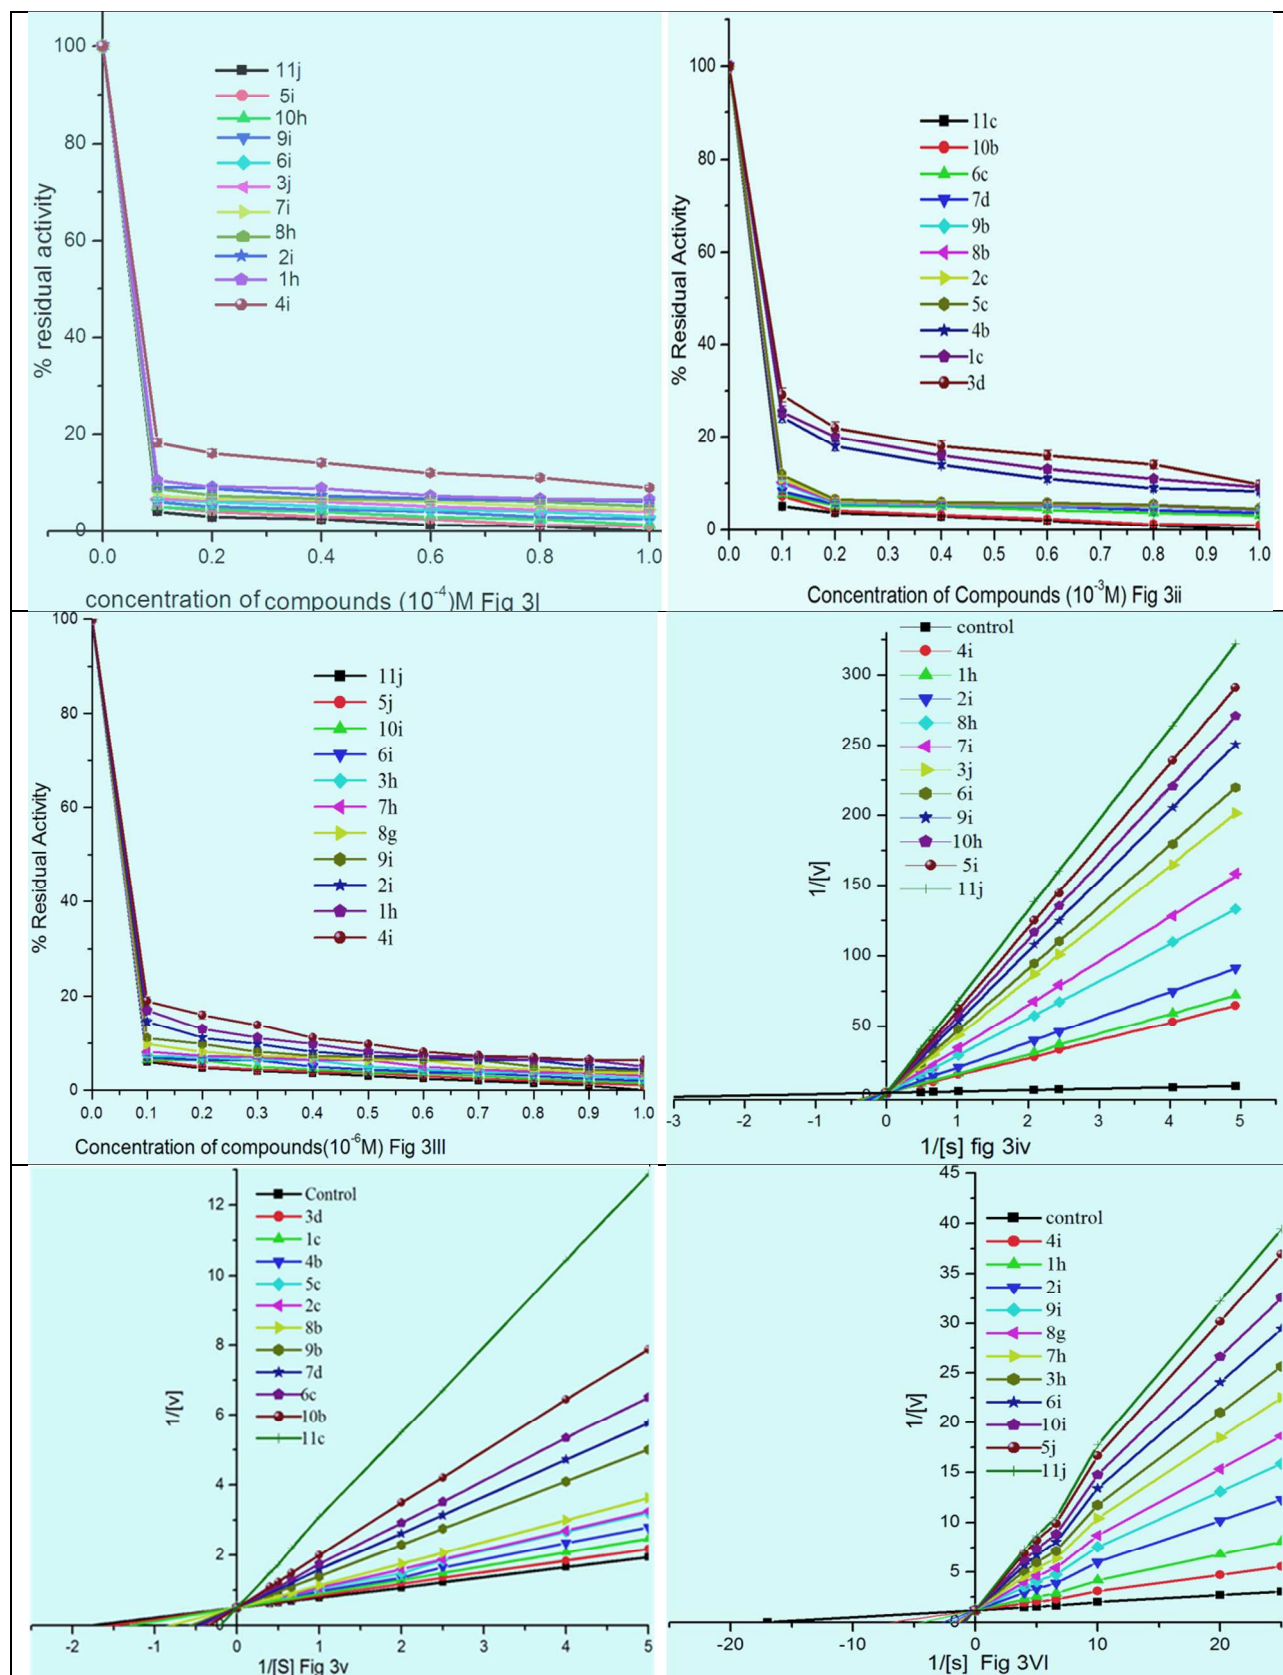 100
80
60
40
20
0
% residual activity
11j
5i
10h
9i
6i
3j
7i
8h
2i
1h
4i
0.0 0.2 0.4 0.6 0.8 1.0
concentration of compounds (10⁻⁴)M Fig 3I
100
80
60
40
20
0
% Residual Activity
11c
10b
6c
7d
9b
8b
2c
5c
4b
1c
3d
0.0 0.1 0.2 0.3 0.4 0.5 0.6 0.7 0.8 0.9 1.0
Concentration of Compounds (10⁻³M) Fig 3ii
100
80
60
40
20
0
% Residual Activity
11j
5j
10i
6i
3h
7h
8g
9i
2i
1h
4i
0.0 0.1 0.2 0.3 0.4 0.5 0.6 0.7 0.8 0.9 1.0
Concentration of compounds(10⁻⁶M) Fig 3III
300
250
200
150
100
50
0
1/[v]
control
4i
1h
2i
8h
7i
3j
6i
9i
10h
5i
11j
-3 -2 -1 0 1 2 3 4 5
1/[s] fig 3iv
12
10
8
6
4
2
1/[v]
Control
3d
1c
4b
5c
2c
8b
9b
7d
6c
10b
11c
-2 -1 0 1 2 3 4 5
1/[S] Fig 3v
45
40
35
30
25
20
15
10
5
0
1/[v]
control
4i
1h
2i
9i
8g
7h
3h
6i
10i
5j
11j
-20 -10 0 10 20
1/[s] Fig 3VI